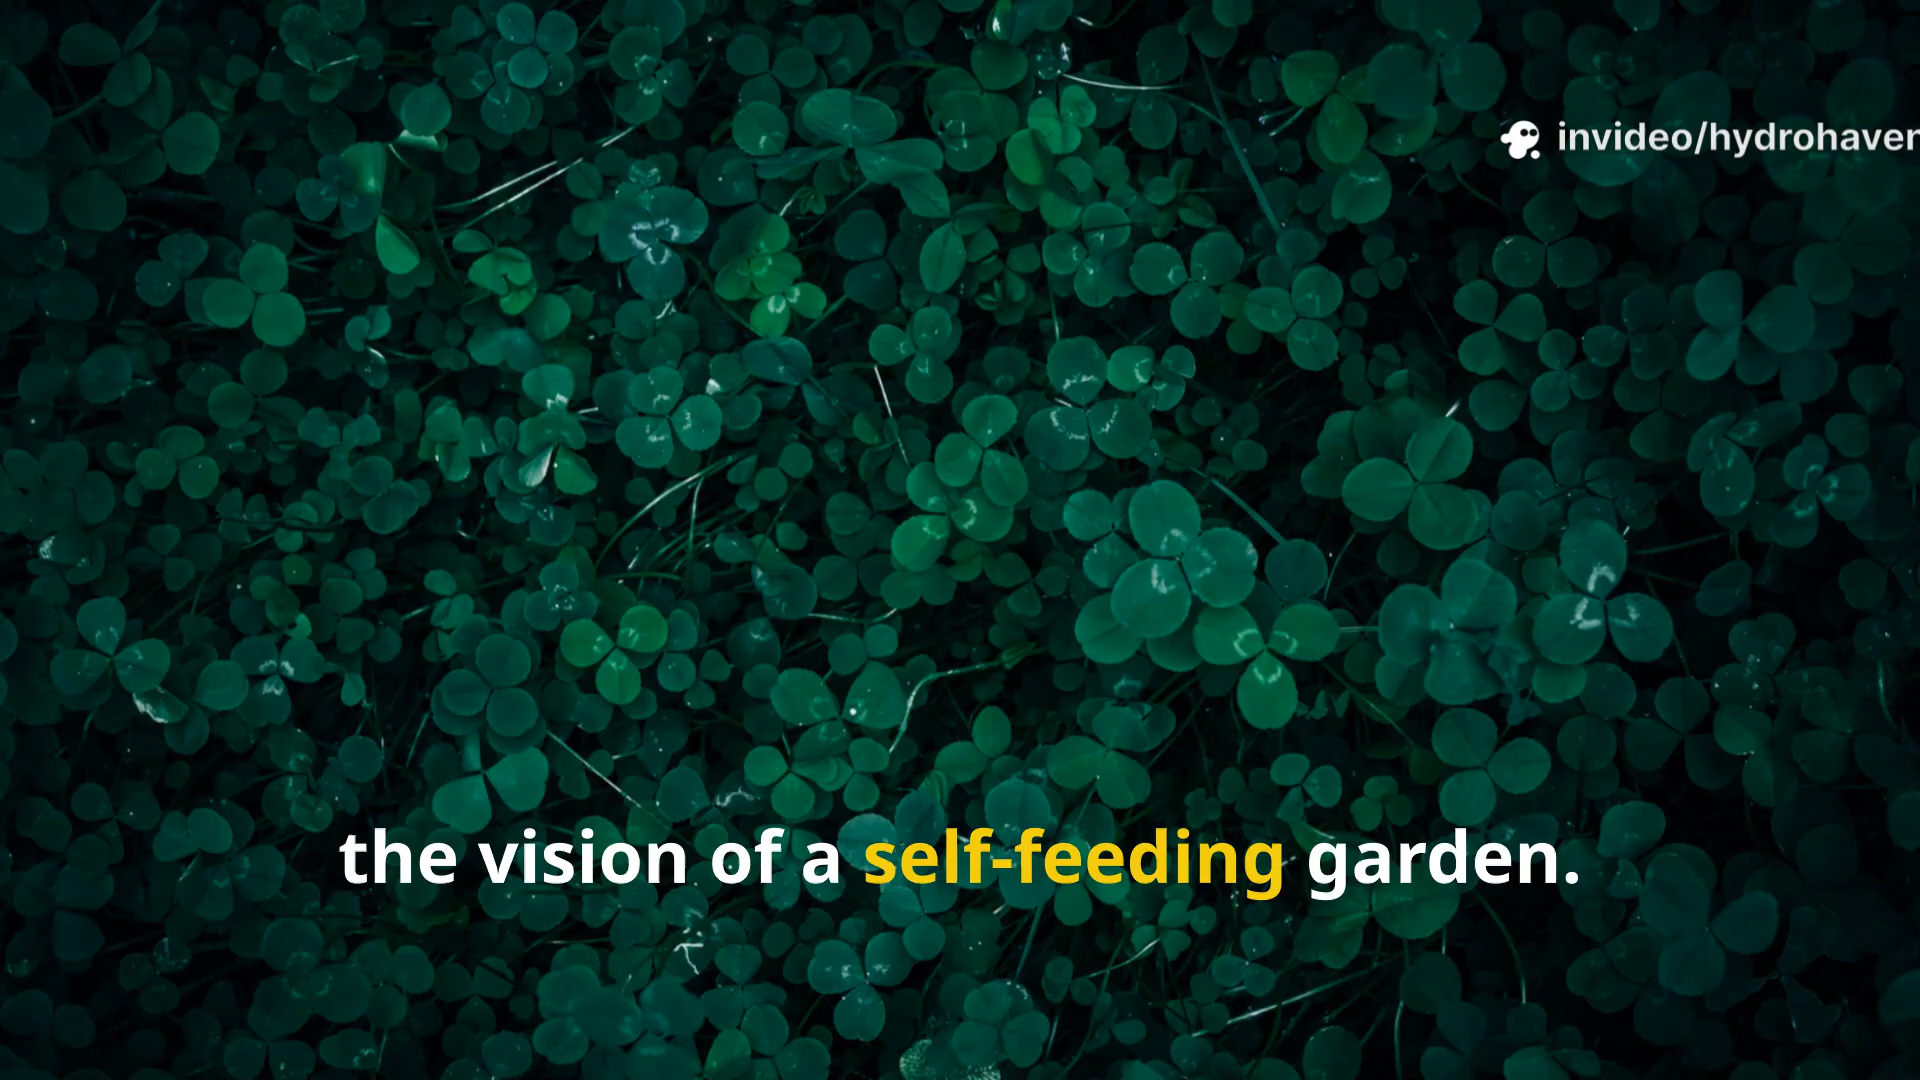 invideo/hydrohaven
the vision of a self-feeding garden.